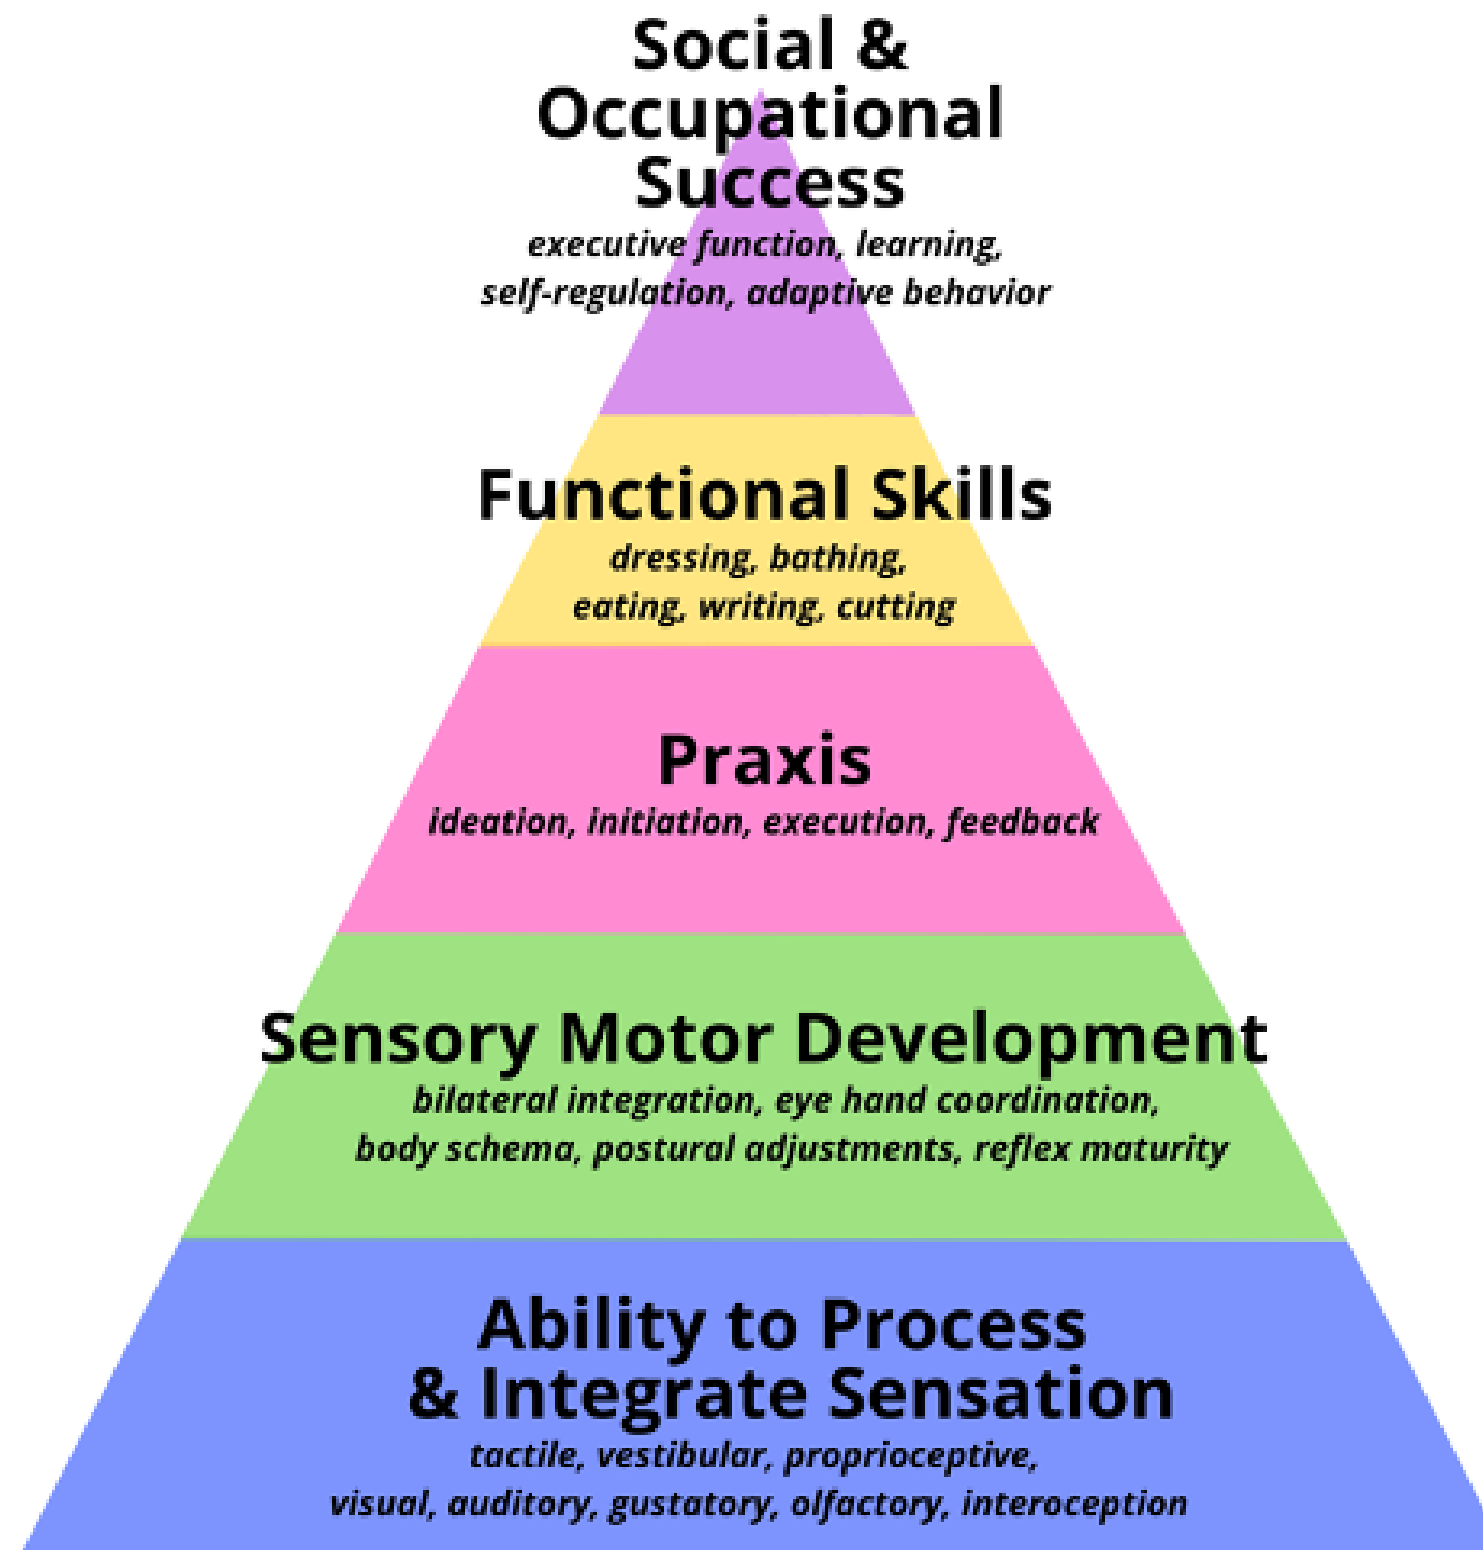 Social &
Occupational
Success
executive function, learning,
self-regulation, adaptive behavior
Functional Skills
dressing, bathing,
eating, writing, cutting
Praxis
ideation, initiation, execution, feedback
Sensory Motor Development
bilateral integration, eye hand coordination,
body schema, postural adjustments, reflex maturity
Ability to Process
& Integrate Sensation
tactile, vestibular, proprioceptive,
visual, auditory, gustatory, olfactory, interoception